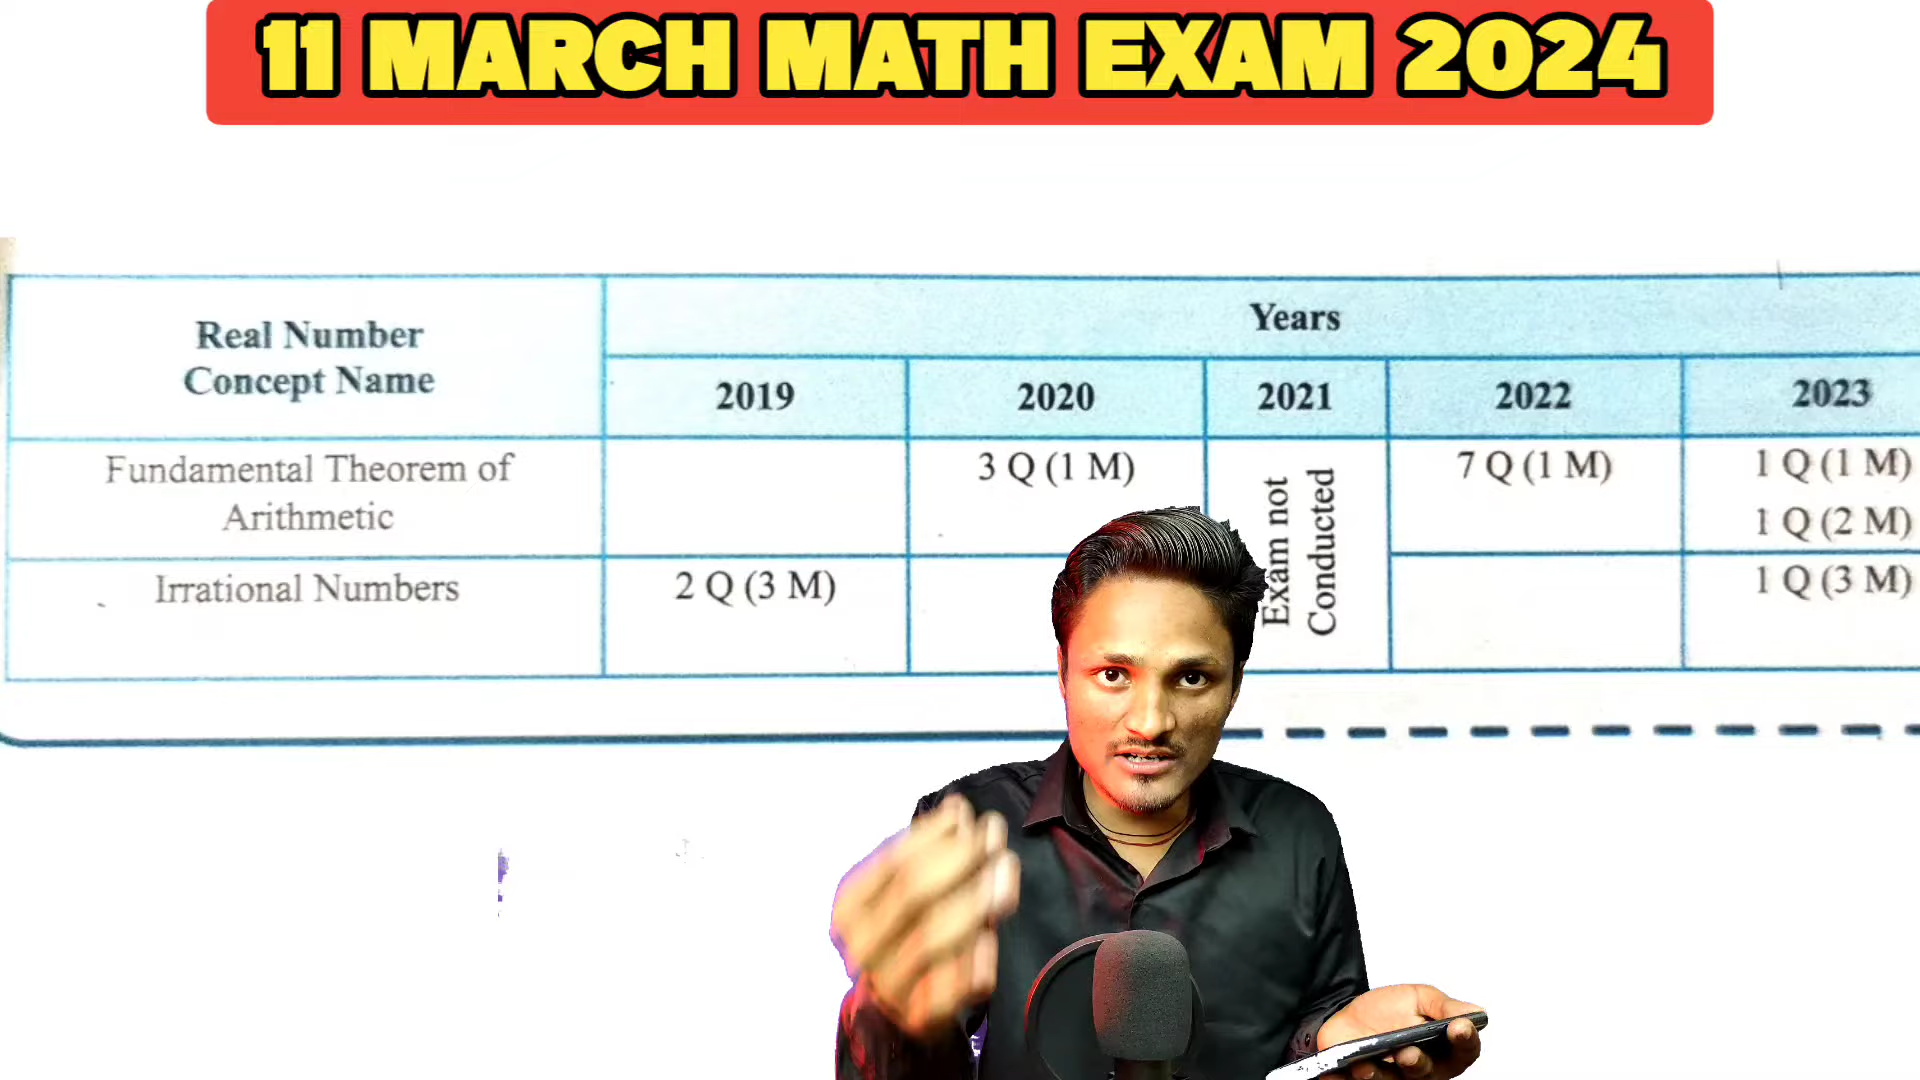 11 MARCH MATH EXAM 2024
Real Number
Concept Name
Years
2019
2020
2021
2022
2023
Fundamental Theorem of
Arithmetic
3 Q (1 M)
Exam not
Conducted
7 Q (1 M)
1 Q (1 M)
1 Q (2 M)
Irrational Numbers
2 Q (3 M)
1 Q (3 M)